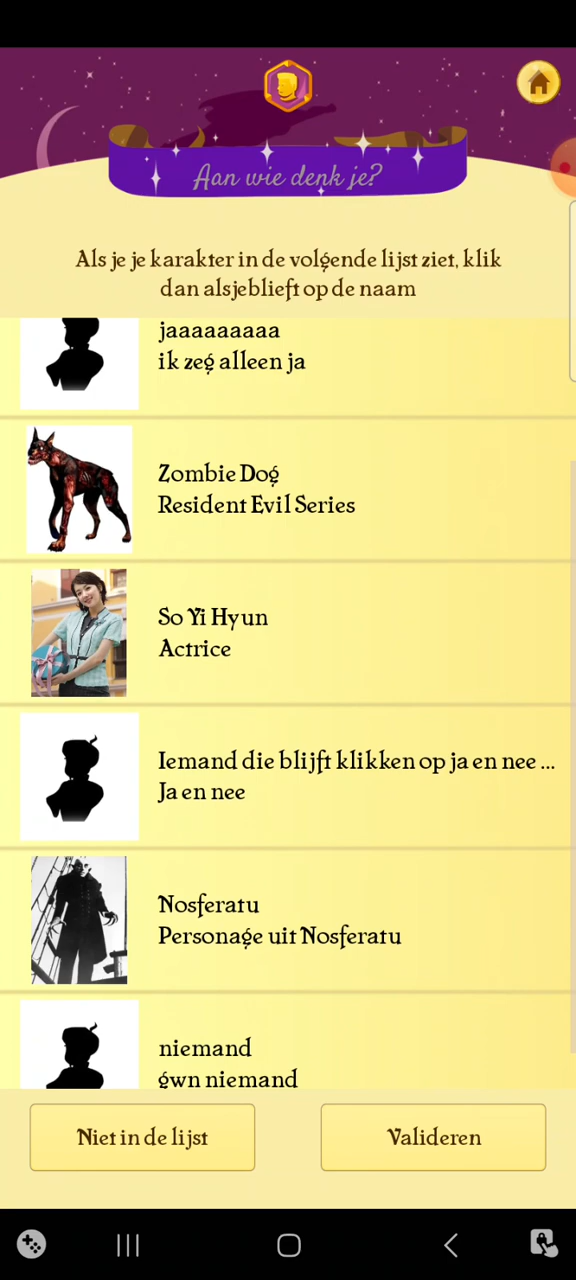 Aan wie denk je?
Als je je karakter in de volgende lijst ziet, klik
dan alsjeblieft op de naam
jaaaaaaaaa
ik zeg alleen ja
Zombie Dog
Resident Evil Series
So Yi Hyun
Actrice
Iemand die blijft klikken op ja en nee ...
Ja en nee
Nosferatu
Personage uit Nosferatu
niemand
gwn niemand
Niet in de lijst
Valideren